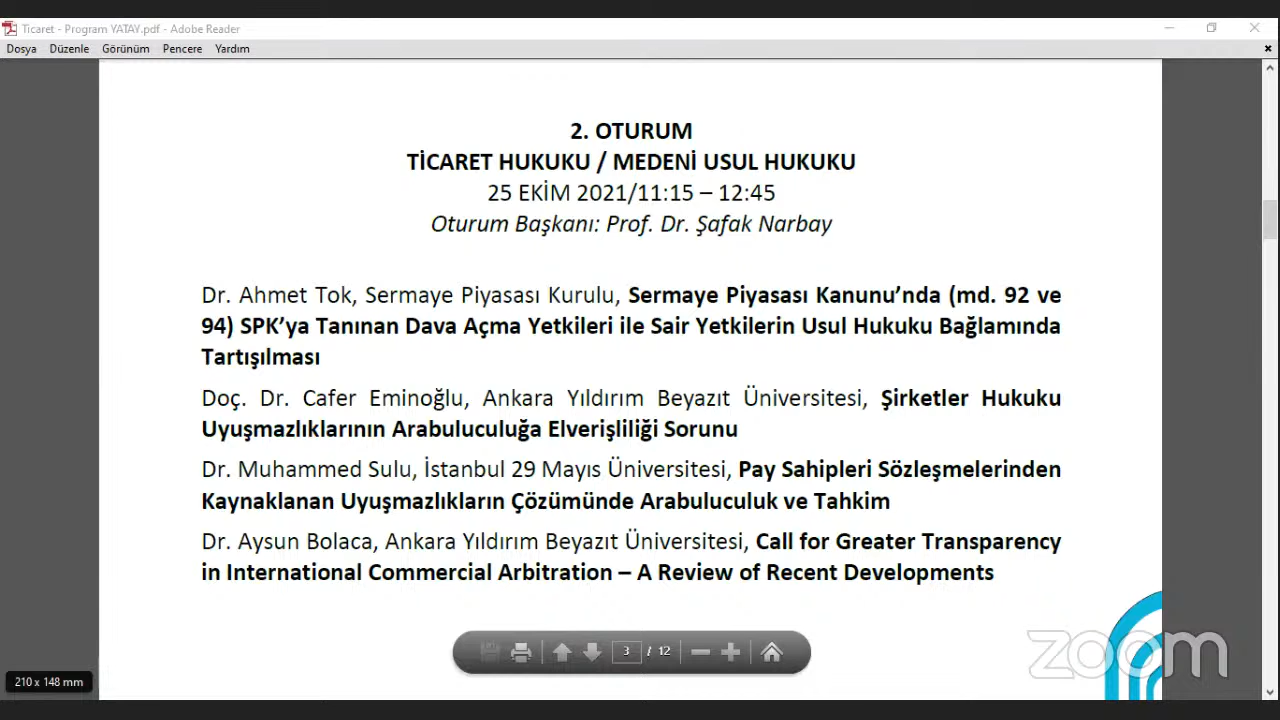 Ticaret - Program YATAY.pdf - Adobe Reader
Dosya Düzenle Görünüm Pencere Yardım
2. OTURUM
TİCARET HUKUKU / MEDENİ USUL HUKUKU
25 EKİM 2021/11:15 – 12:45
Oturum Başkanı: Prof. Dr. Şafak Narbay
Dr. Ahmet Tok, Sermaye Piyasası Kurulu, Sermaye Piyasası Kanunu’nda (md. 92 ve
94) SPK’ya Tanınan Dava Açma Yetkileri ile Sair Yetkilerin Usul Hukuku Bağlamında
Tartışılması
Doç. Dr. Cafer Eminoğlu, Ankara Yıldırım Beyazıt Üniversitesi, Şirketler Hukuku
Uyuşmazlıklarının Arabuluculuğa Elverişliliği Sorunu
Dr. Muhammed Sulu, İstanbul 29 Mayıs Üniversitesi, Pay Sahipleri Sözleşmelerinden
Kaynaklanan Uyuşmazlıkların Çözümünde Arabuluculuk ve Tahkim
Dr. Aysun Bolaca, Ankara Yıldırım Beyazıt Üniversitesi, Call for Greater Transparency
in International Commercial Arbitration – A Review of Recent Developments
3 / 12
zoom
210 x 148 mm